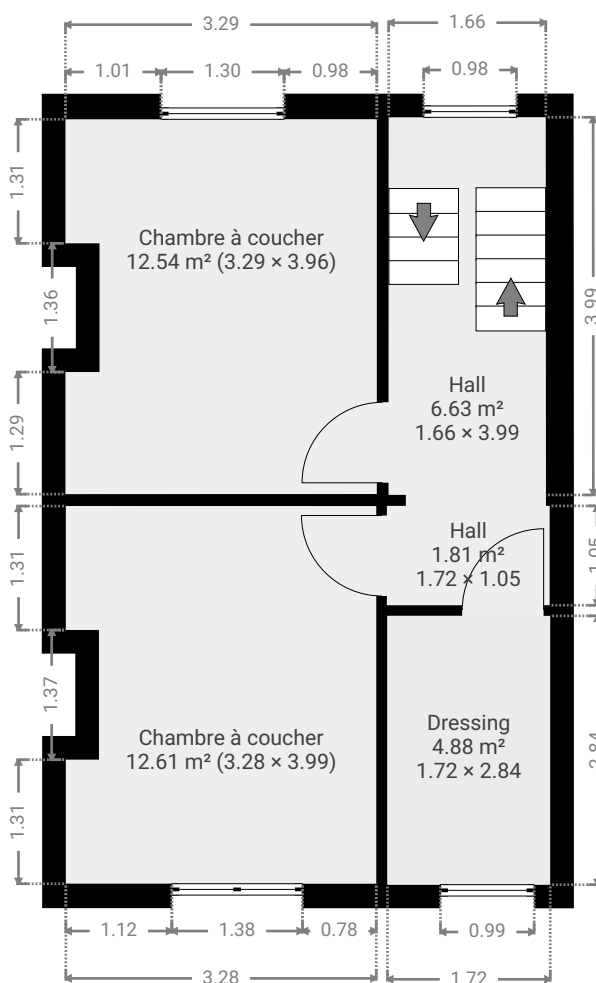 3.29
1.66
1.01
1.30
0.98
0.98
1.31
Chambre à coucher
12.54 m² (3.29 × 3.96)
1.36
3.99
Hall
6.63 m²
1.66 × 3.99
1.29
1.31
Hall
1.81 m²
1.72 × 1.05
1.05
1.37
Chambre à coucher
12.61 m² (3.28 × 3.99)
Dressing
4.88 m²
1.72 × 2.84
2.84
1.31
1.12
1.38
0.78
0.99
3.28
1.72